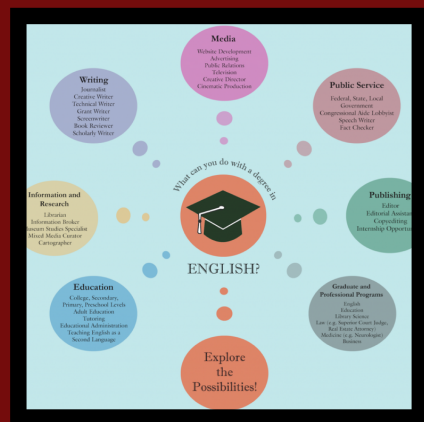 Media
Website Development
Advertising
Public Relations
Television
Creative Director
Cinematic Production
Writing
Journalist
Creative Writer
Technical Writer
Grant Writer
Screenwriter
Book Reviewer
Scholarly Writer
Public Service
Federal, State, Local
Government
Congressional Aide Lobbyist
Speech Writer
Fact Checker
Information and
Research
Librarian
Information Broker
Studies Specialist
Mixed Media Curator
Cartographer
What can you do with a degree in
ENGLISH?
Publishing
Editor
Editorial
Copyediting
Education
College, Secondary,
Primary, Preschool Levels
Adult Education
Tutoring
Educational Administration
Teaching English as a
Second Language
Graduate and
Professional Programs
English
Education
Library Science
Law (e.g. Supreme Court Judge,
Real Estate Attorney)
Medicine (e.g. Neurologist)
Business
Explore
the
Possibilities!